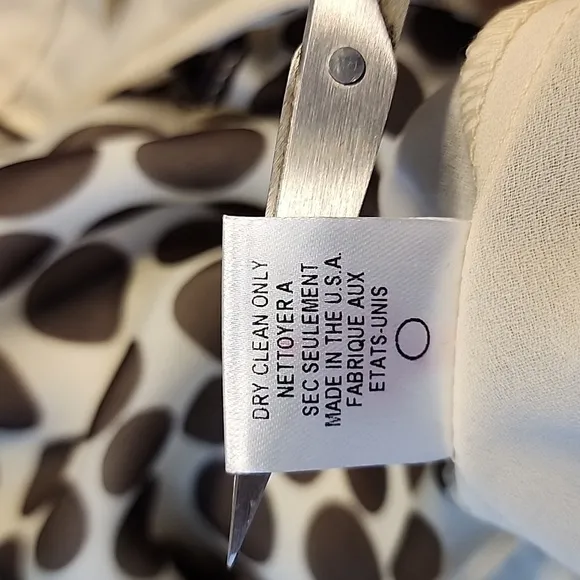 DRY CLEAN ONLY
NETTOYER A
SEC SEULEMENT
MADE IN THE U.S.A.
FABRIQUE AUX
ETATS-UNIS